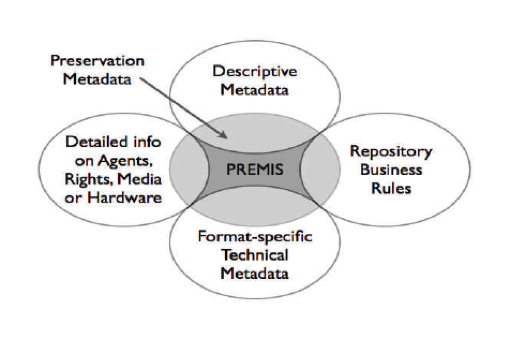 Preservation
Metadata
Descriptive
Metadata
Detailed info
on Agents,
Rights, Media
or Hardware
PREMIS
Repository
Business
Rules
Format-specific
Technical
Metadata